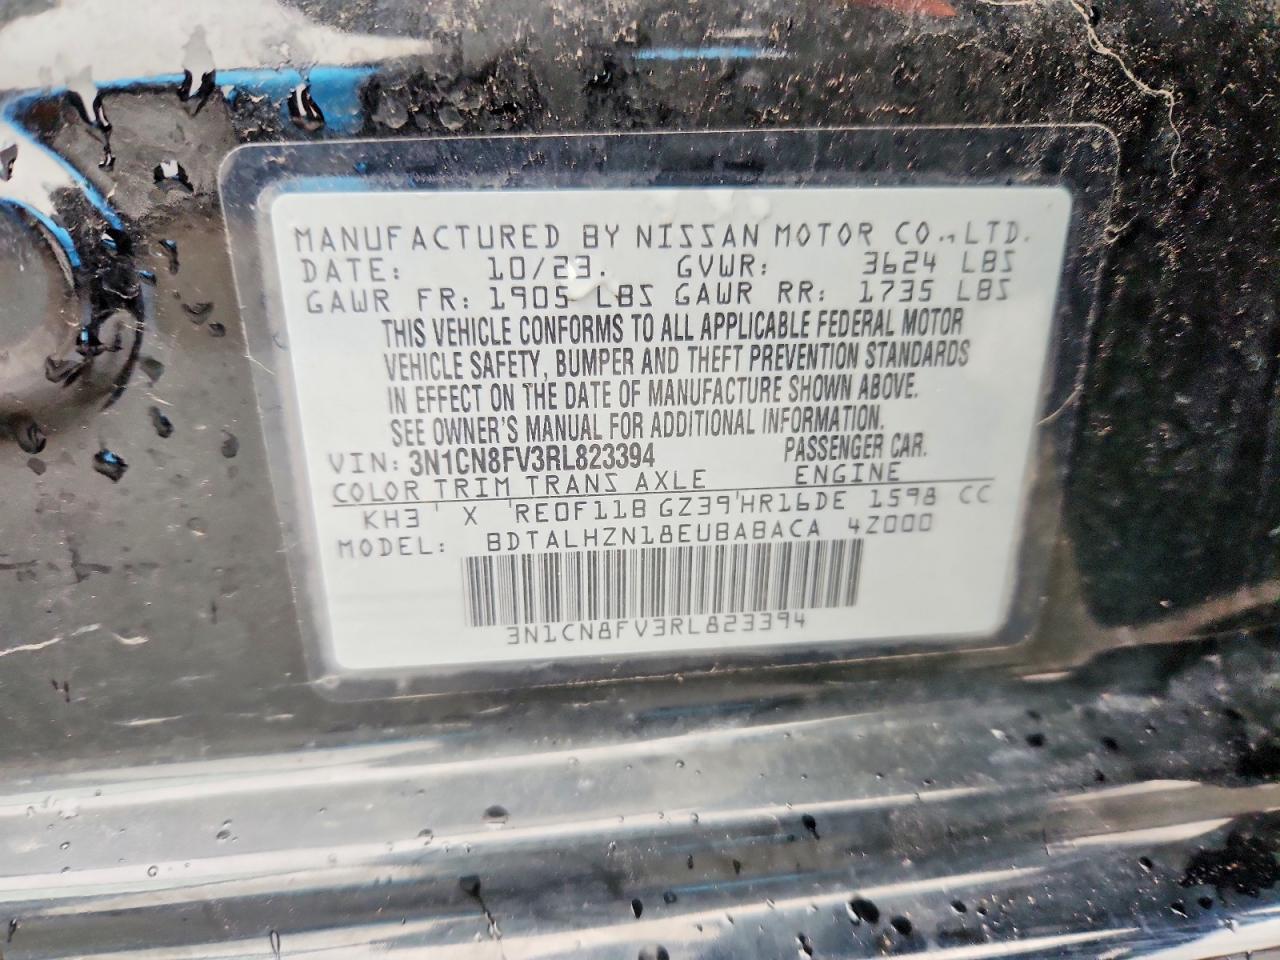 MANUFACTURED BY NISSAN MOTOR CO., LTD.
DATE: 10/23. GVWR: 3624 LBS
GAWR FR: 1905 LBS GAWR RR: 1735 LBS
THIS VEHICLE CONFORMS TO ALL APPLICABLE FEDERAL MOTOR
VEHICLE SAFETY, BUMPER AND THEFT PREVENTION STANDARDS
IN EFFECT ON THE DATE OF MANUFACTURE SHOWN ABOVE.
SEE OWNER'S MANUAL FOR ADDITIONAL INFORMATION.
VIN: 3N1CN8FV3RL823394 PASSENGER CAR.
COLOR TRIM TRANS AXLE ENGINE
KH3 X RE0F11B GZ39 HR16DE 1598 CC
MODEL: BDTALHZN18EUBABACA 4Z000
3N1CN8FV3RL823394